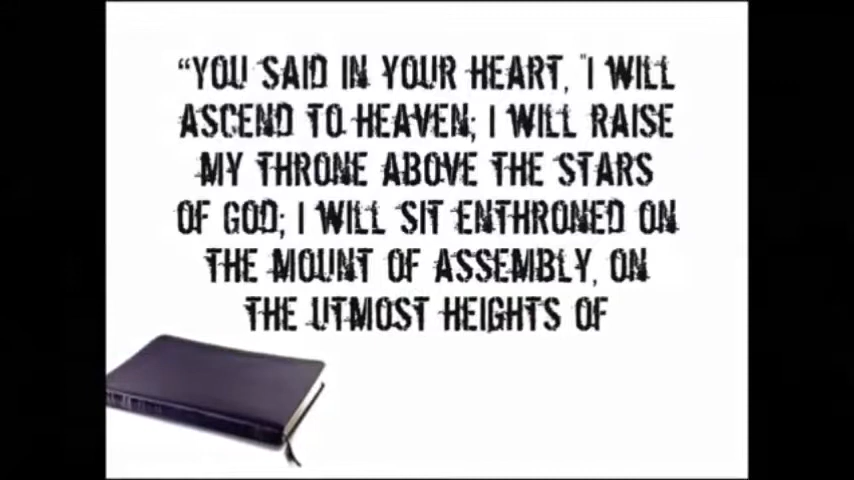 “YOU SAID IN YOUR HEART, "I WILL
ASCEND TO HEAVEN; I WILL RAISE
MY THRONE ABOVE THE STARS
OF GOD; I WILL SIT ENTHRONED ON
THE MOUNT OF ASSEMBLY, ON
THE UTMOST HEIGHTS OF